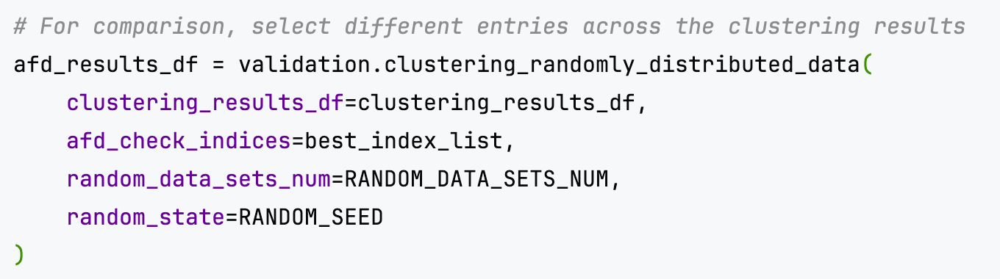 # For comparison, select different entries across the clustering results
afd_results_df = validation.clustering_randomly_distributed_data(
    clustering_results_df=clustering_results_df,
    afd_check_indices=best_index_list,
    random_data_sets_num=RANDOM_DATA_SETS_NUM,
    random_state=RANDOM_SEED
)